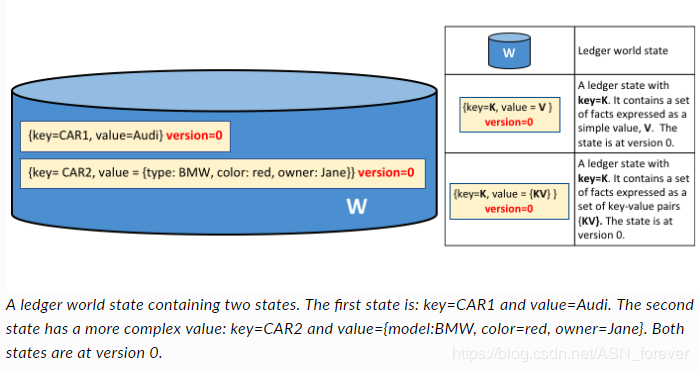 {key=CAR1, value=Audi} version=0
{key= CAR2, value = {type: BMW, color: red, owner: Jane}} version=0
W
W
Ledger world state
{key=K, value = V }
version=0
A ledger state with
key=K. It contains a set
of facts expressed as a
simple value, V. The
state is at version 0.
{key=K, value = {KV} }
version=0
A ledger state with
key=K. It contains a set
of facts expressed as a
set of key-value pairs
{KV}. The state is at
version 0.
A ledger world state containing two states. The first state is: key=CAR1 and value=Audi. The second
state has a more complex value: key=CAR2 and value={model:BMW, color=red, owner=Jane}. Both
states are at version 0.
https://blog.csdn.net/ASN_forever